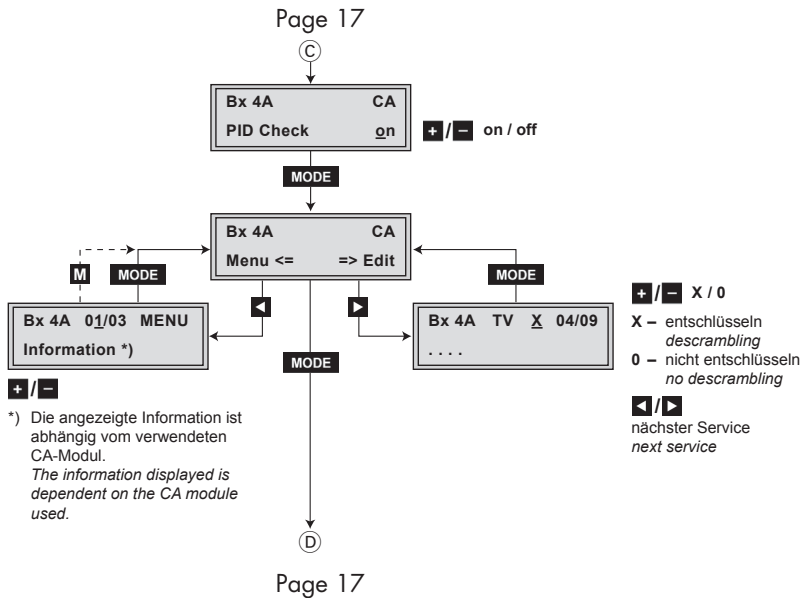 Page 17
C
Bx 4A CA
PID Check on
+/− on / off
MODE
Bx 4A CA
Menu <= => Edit
M MODE
MODE
Bx 4A 01/03 MENU
Information *)
+/−
*) Die angezeigte Information ist
abhängig vom verwendeten
CA-Modul.
The information displayed is
dependent on the CA module
used.
MODE
Bx 4A TV X 04/09
. . . .
+/− X / 0
X – entschlüsseln
descrambling
0 – nicht entschlüsseln
no descrambling
◄/►
nächster Service
next service
D
Page 17